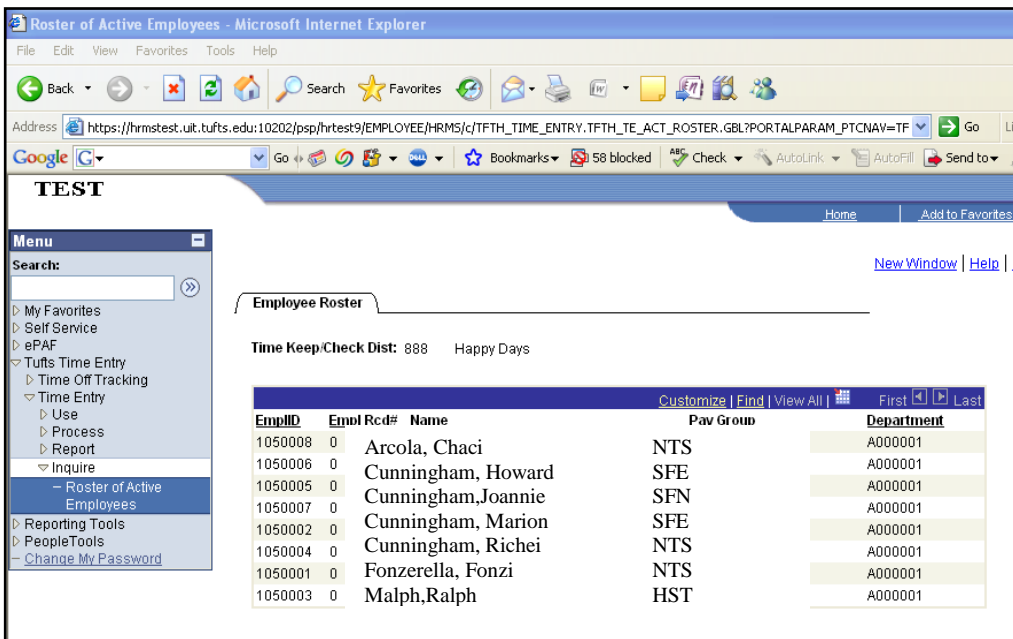 Roster of Active Employees - Microsoft Internet Explorer
File Edit View Favorites Tools Help
Back Search Favorites
Address https://hrmstest.uit.tufts.edu:10202/psp/hrtest9/EMPLOYEE/HRMS/c/TFTH_TIME_ENTRY.TFTH_TE_ACT_ROSTER.GBL?PORTALPARAM_PTCNAV=TF Go Li
Google G Go Bookmarks 58 blocked ABC Check AutoLink AutoFill Send to
TEST
Home Add to Favorites
Menu
Search:
New Window | Help |
My Favorites
Self Service
ePAF
Tufts Time Entry
Time Off Tracking
Time Entry
Use
Process
Report
Inquire
– Roster of Active
Employees
Reporting Tools
PeopleTools
– Change My Password
Employee Roster
Time Keep/Check Dist: 888 Happy Days
Customize | Find | View All | First Last
EmplID Empl Rcd# Name Pay Group Department
1050008 0 Arcola, Chaci NTS A000001
1050006 0 Cunningham, Howard SFE A000001
1050005 0 Cunningham,Joannie SFN A000001
1050007 0 Cunningham, Marion SFE A000001
1050002 0 Cunningham, Richei NTS A000001
1050004 0 Fonzerella, Fonzi NTS A000001
1050001 0 Malph,Ralph HST A000001
1050003 0 A000001